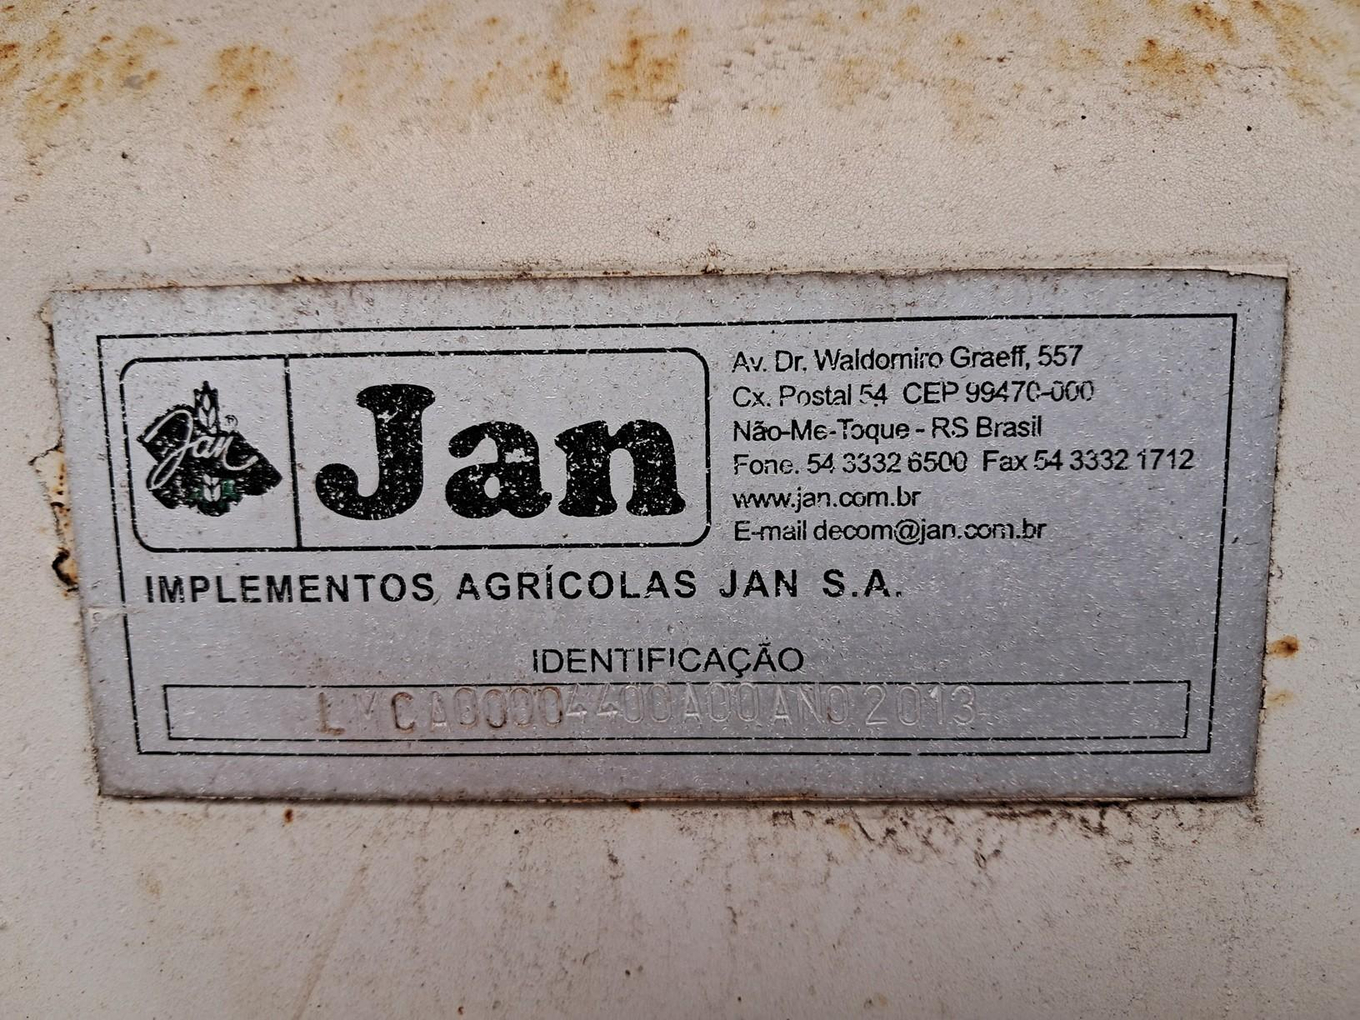 Jan®
Jan
Av. Dr. Waldomiro Graeff, 557
Cx. Postal 54 CEP 99470-000
Não-Me-Toque - RS Brasil
Fone. 54 3332 6500 Fax 54 3332 1712
www.jan.com.br
E-mail decom@jan.com.br
IMPLEMENTOS AGRÍCOLAS JAN S.A.
IDENTIFICAÇÃO
ANO 2013